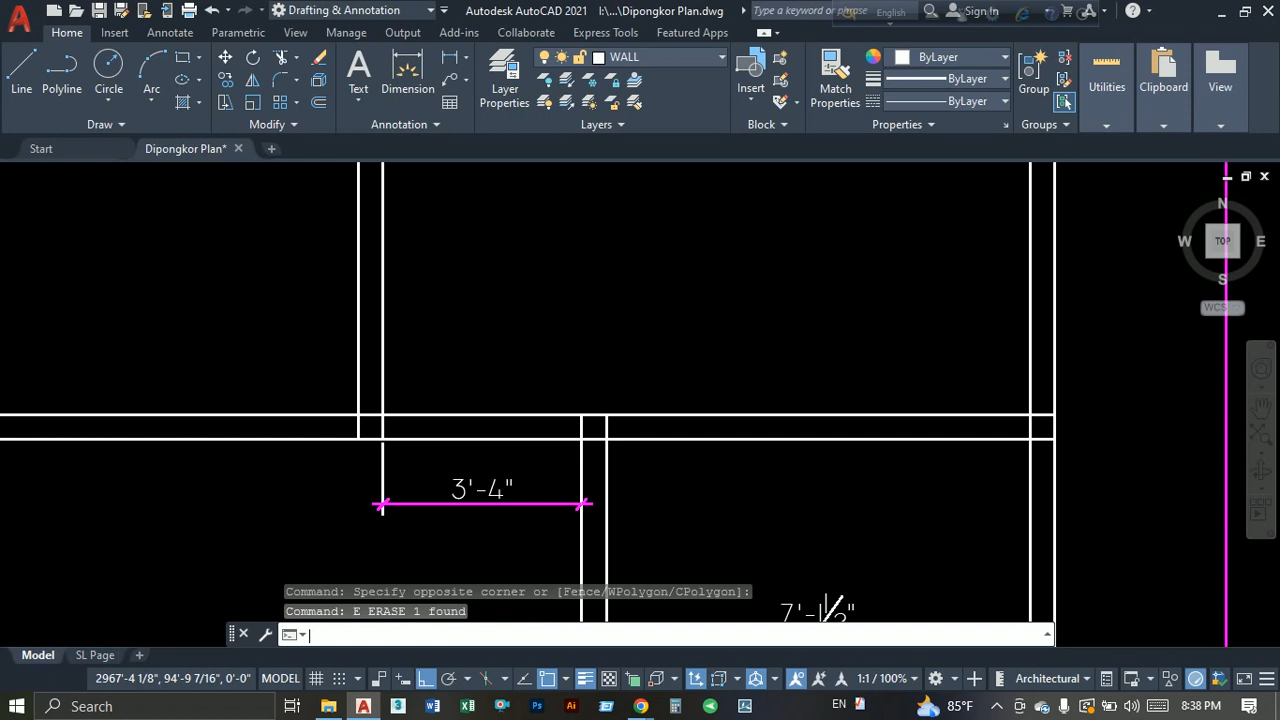 Drafting & Annotation
Autodesk AutoCAD 2021
I:\...\Dipongkor Plan.dwg
Type a keyword or phrase
English
Sign In
Home
Insert
Annotate
Parametric
View
Manage
Output
Add-ins
Collaborate
Express Tools
Featured Apps
Line
Polyline
Circle
Arc
Text
Dimension
Layer
Properties
WALL
Insert
Match
Properties
ByLayer
ByLayer
ByLayer
Group
Utilities
Clipboard
View
Draw
Modify
Annotation
Layers
Block
Properties
Groups
Start
Dipongkor Plan*
N
W
TOP
E
S
WCS
3'-4"
Command: Specify opposite corner or [Fence/WPolygon/CPolygon]:
Command: E ERASE 1 found
Model
SL Page
2967'-4 1/8", 94'-9 7/16", 0'-0"
MODEL
1:1 / 100%
Architectural
Search
85°F
EN
8:38 PM